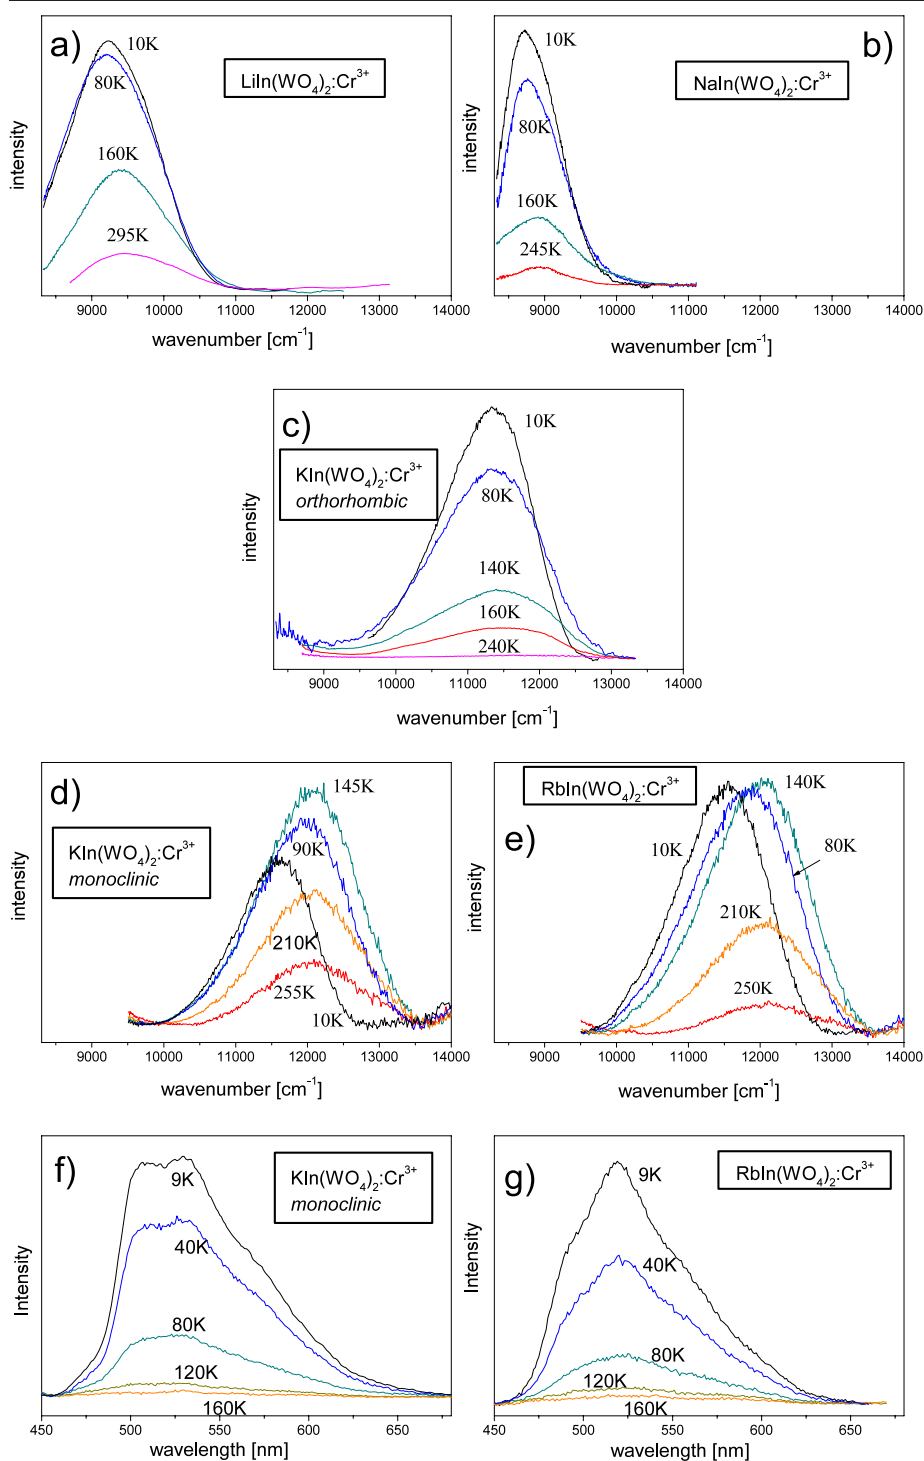 a)
10K
80K
LiIn(WO₄)₂:Cr³⁺
160K
295K
intensity
9000 10000 11000 12000 13000 14000
wavenumber [cm⁻¹]
b)
10K
NaIn(WO₄)₂:Cr³⁺
80K
160K
245K
intensity
9000 10000 11000 12000 13000 14000
wavenumber [cm⁻¹]
c)
10K
KIn(WO₄)₂:Cr³⁺
orthorhombic
80K
140K
160K
240K
intensity
9000 10000 11000 12000 13000 14000
wavenumber [cm⁻¹]
d)
145K
KIn(WO₄)₂:Cr³⁺
monoclinic
90K
210K
255K
10K
intensity
9000 10000 11000 12000 13000 14000
wavenumber [cm⁻¹]
RbIn(WO₄)₂:Cr³⁺
140K
e)
10K
80K
210K
250K
intensity
9000 10000 11000 12000 13000 14000
wavenumber [cm⁻¹]
f)
9K
KIn(WO₄)₂:Cr³⁺
monoclinic
40K
80K
120K
160K
Intensity
450 500 550 600 650
wavelength [nm]
g)
9K
RbIn(WO₄)₂:Cr³⁺
40K
80K
120K
160K
Intensity
450 500 550 600 650
wavelength [nm]